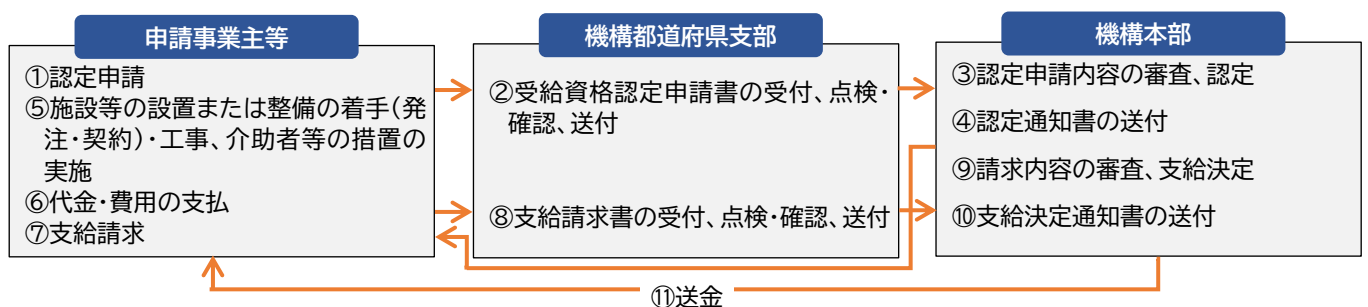 申請事業主等
①認定申請
⑤施設等の設置または整備の着手(発
注・契約)・工事、介助者等の措置の
実施
⑥代金・費用の支払
⑦支給請求
機構都道府県支部
②受給資格認定申請書の受付、点検・
確認、送付
⑧支給請求書の受付、点検・確認、送付
機構本部
③認定申請内容の審査、認定
④認定通知書の送付
⑨請求内容の審査、支給決定
⑩支給決定通知書の送付
⑪送金